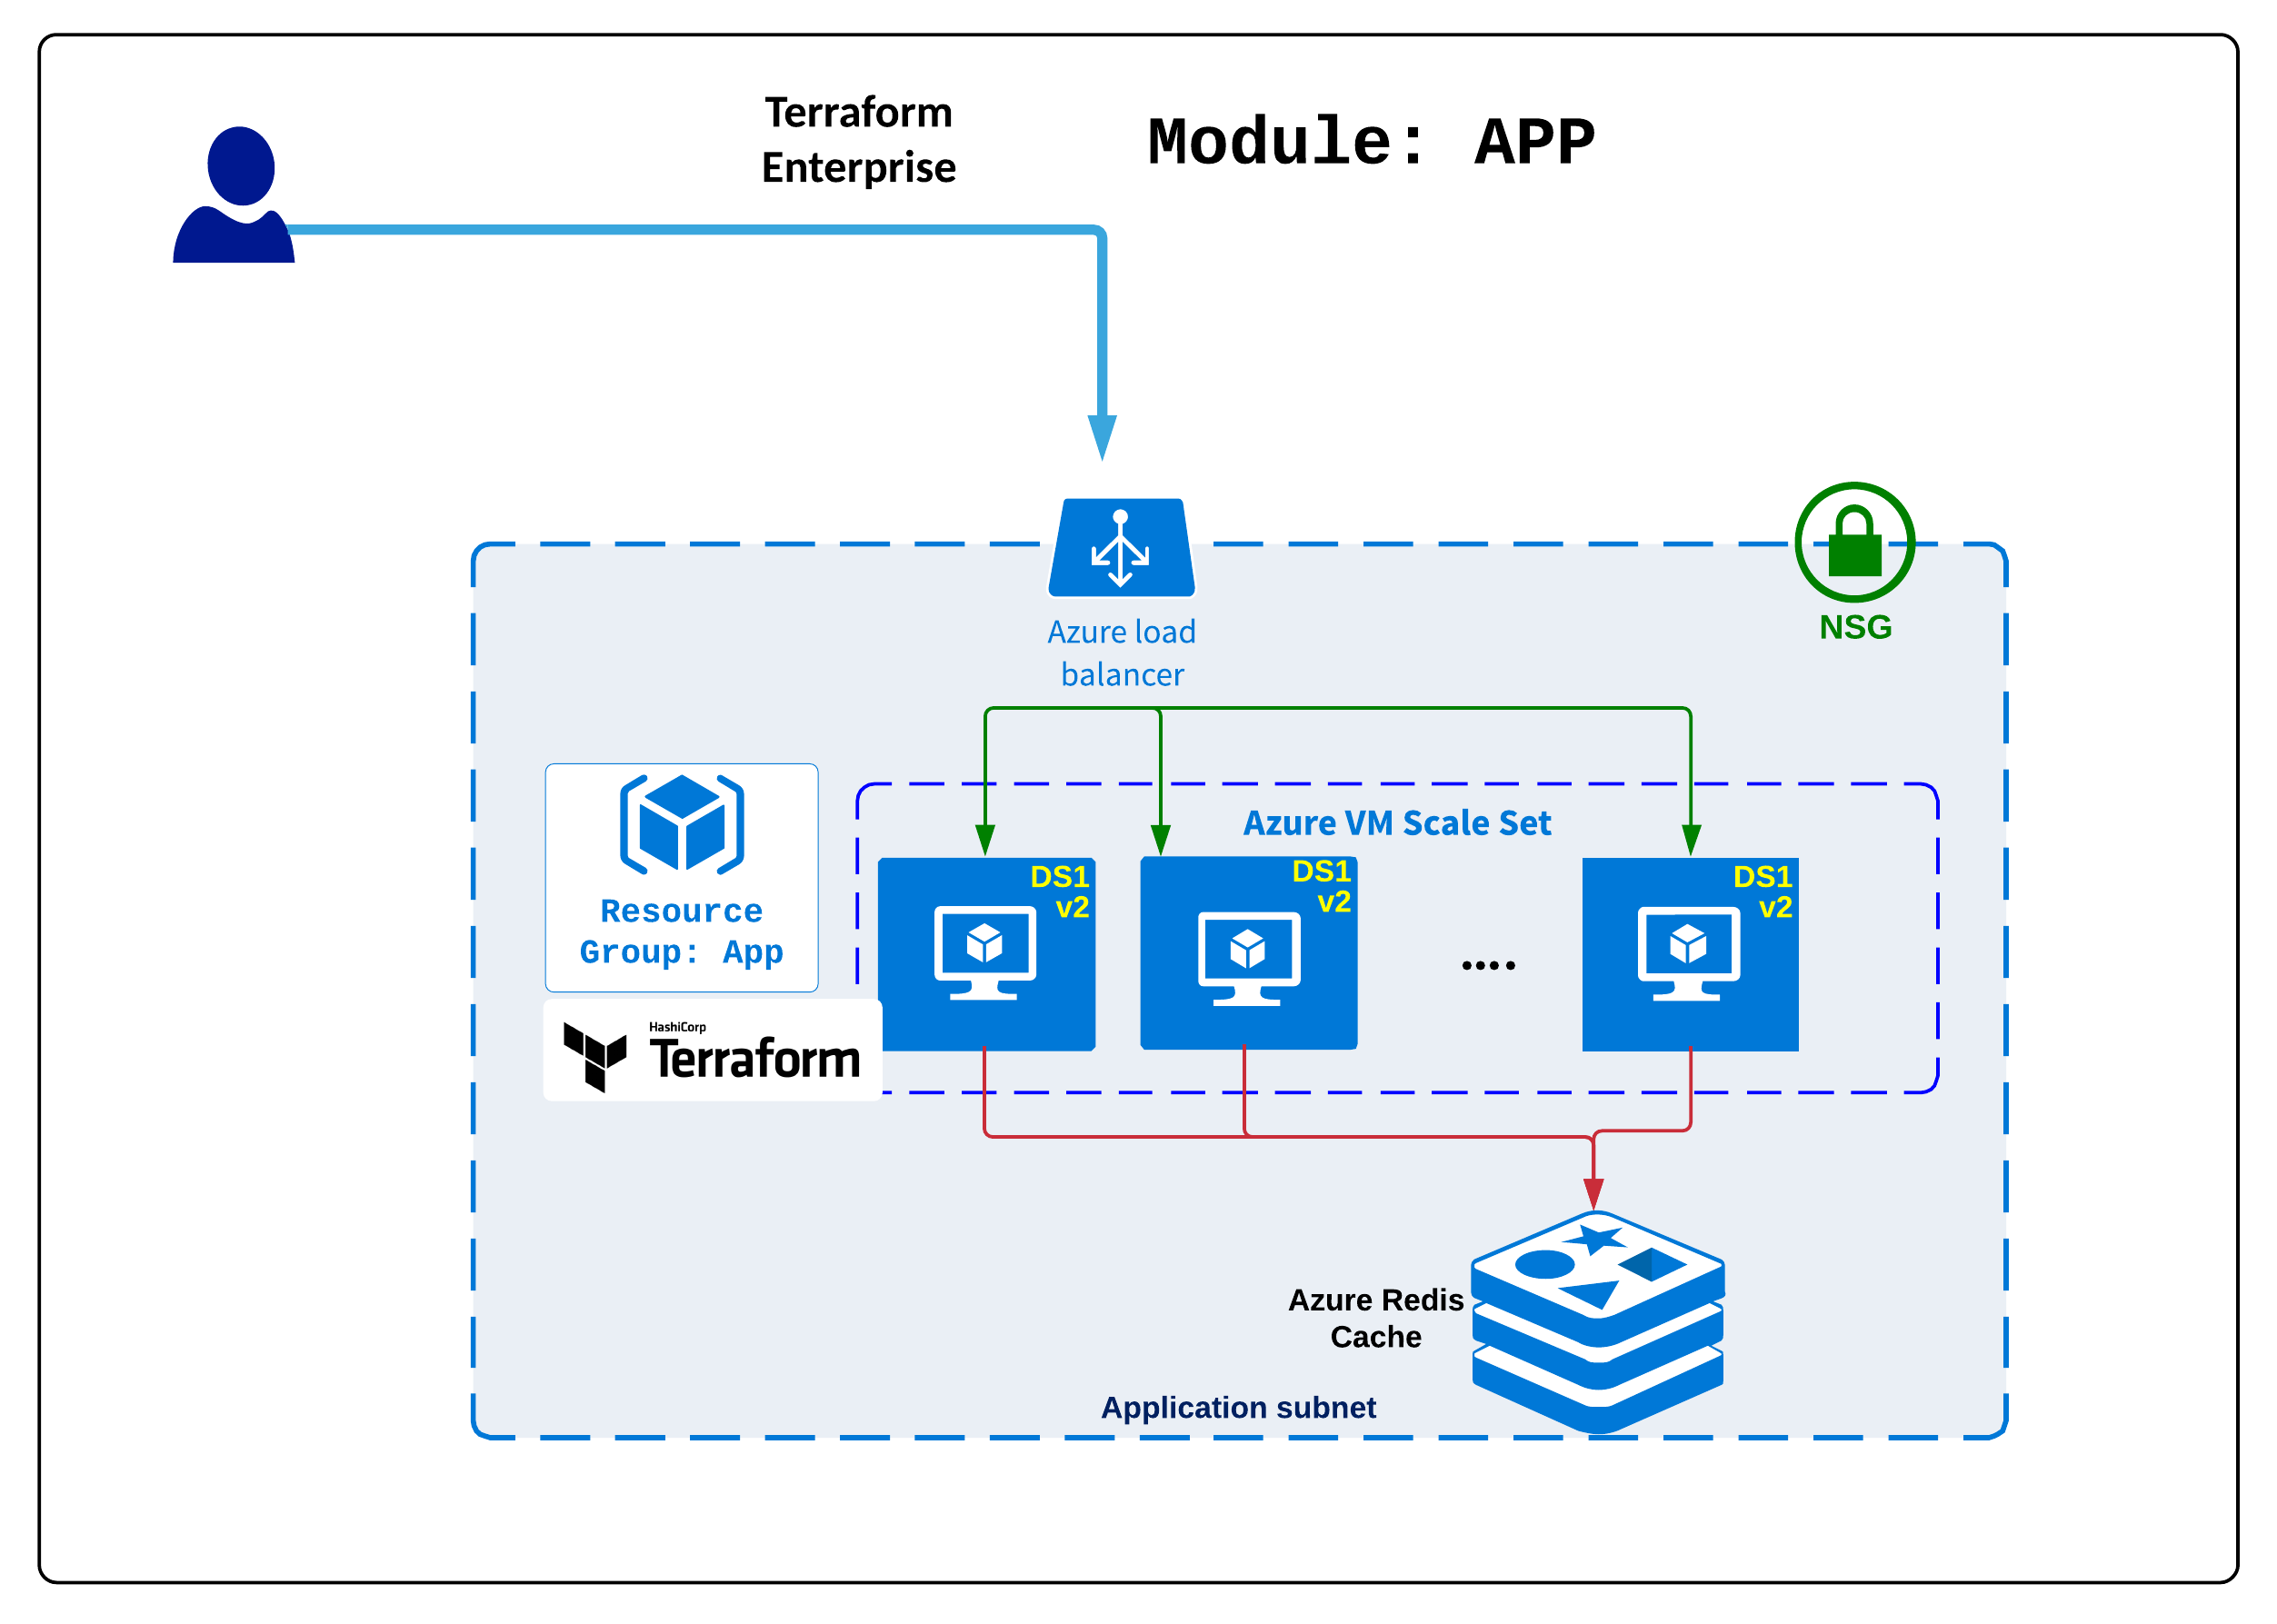 Terraform
Enterprise
Module: APP
NSG
Azure load
balancer
Azure VM Scale Set
DS1
v2
DS1
v2
DS1
v2
....
Resource
Group: App
HashiCorp
Terraform
Azure Redis
Cache
Application subnet